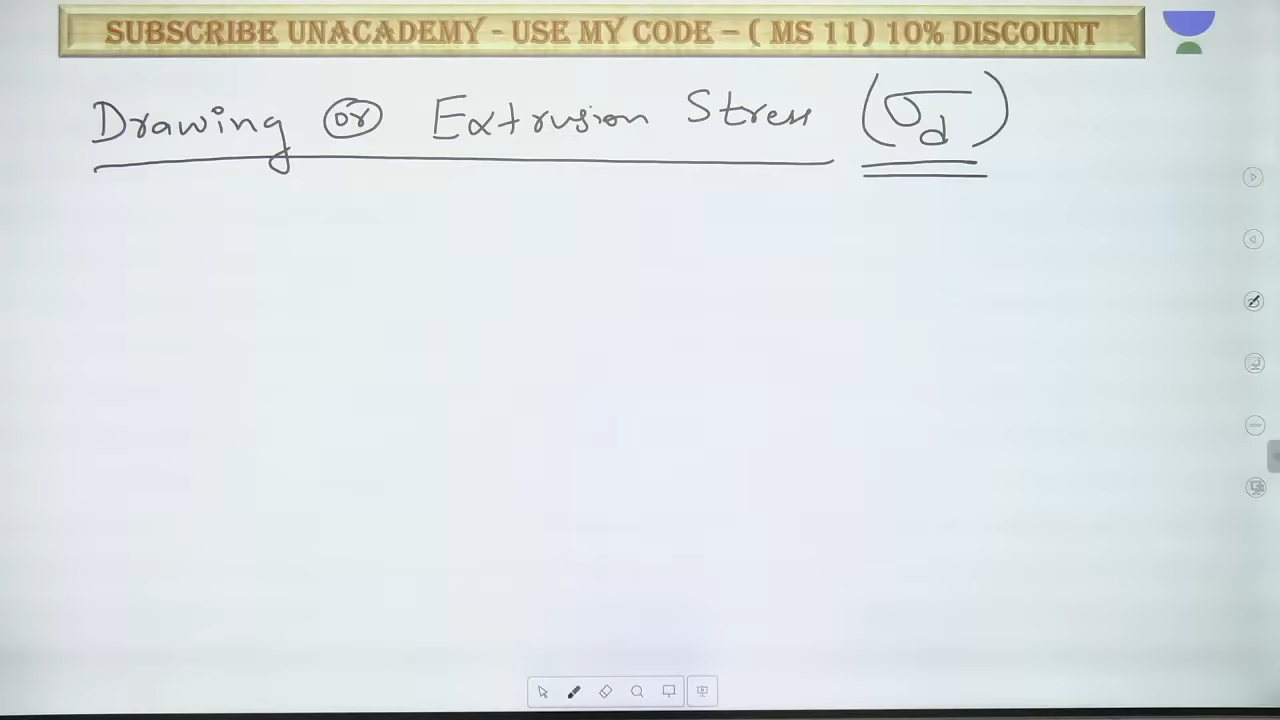 SUBSCRIBE UNACADEMY - USE MY CODE – ( MS 11) 10% DISCOUNT
Drawing or Extrusion Stress (σd)